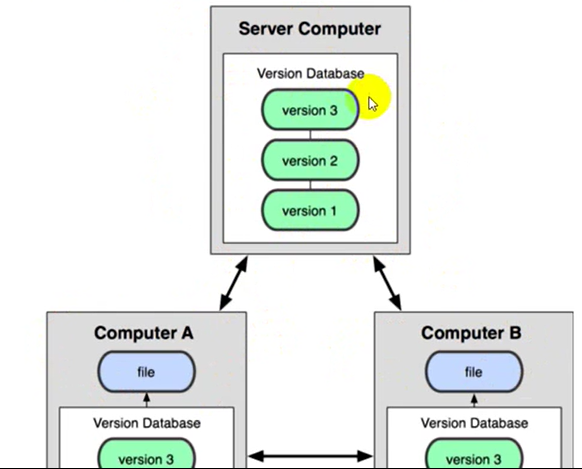 Server Computer
Version Database
version 3
version 2
version 1
Computer A
file
Version Database
version 3
Computer B
file
Version Database
version 3